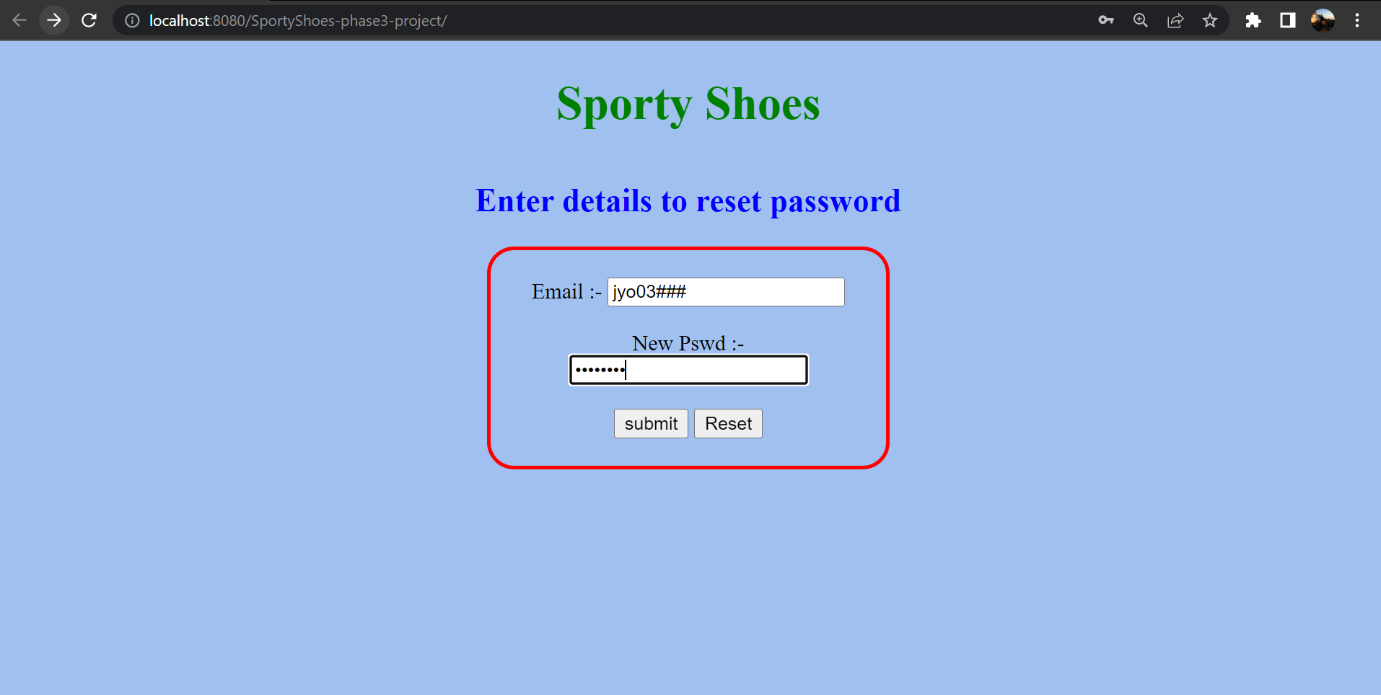 localhost:8080/SportyShoes-phase3-project/
Sporty Shoes
Enter details to reset password
Email :- jyo03###
New Pswd :-
••••••••
submit Reset